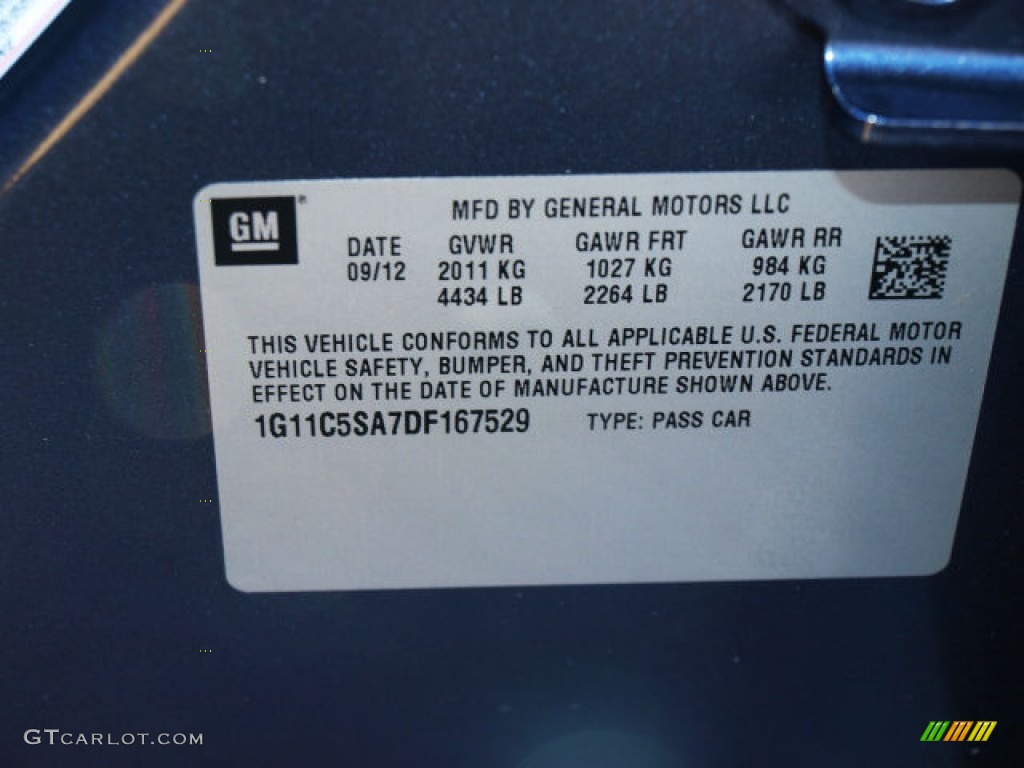 GM®
MFD BY GENERAL MOTORS LLC
DATE GVWR GAWR FRT GAWR RR
09/12 2011 KG 1027 KG 984 KG
4434 LB 2264 LB 2170 LB
THIS VEHICLE CONFORMS TO ALL APPLICABLE U.S. FEDERAL MOTOR
VEHICLE SAFETY, BUMPER, AND THEFT PREVENTION STANDARDS IN
EFFECT ON THE DATE OF MANUFACTURE SHOWN ABOVE.
1G11C5SA7DF167529 TYPE: PASS CAR
GTCARLOT.COM